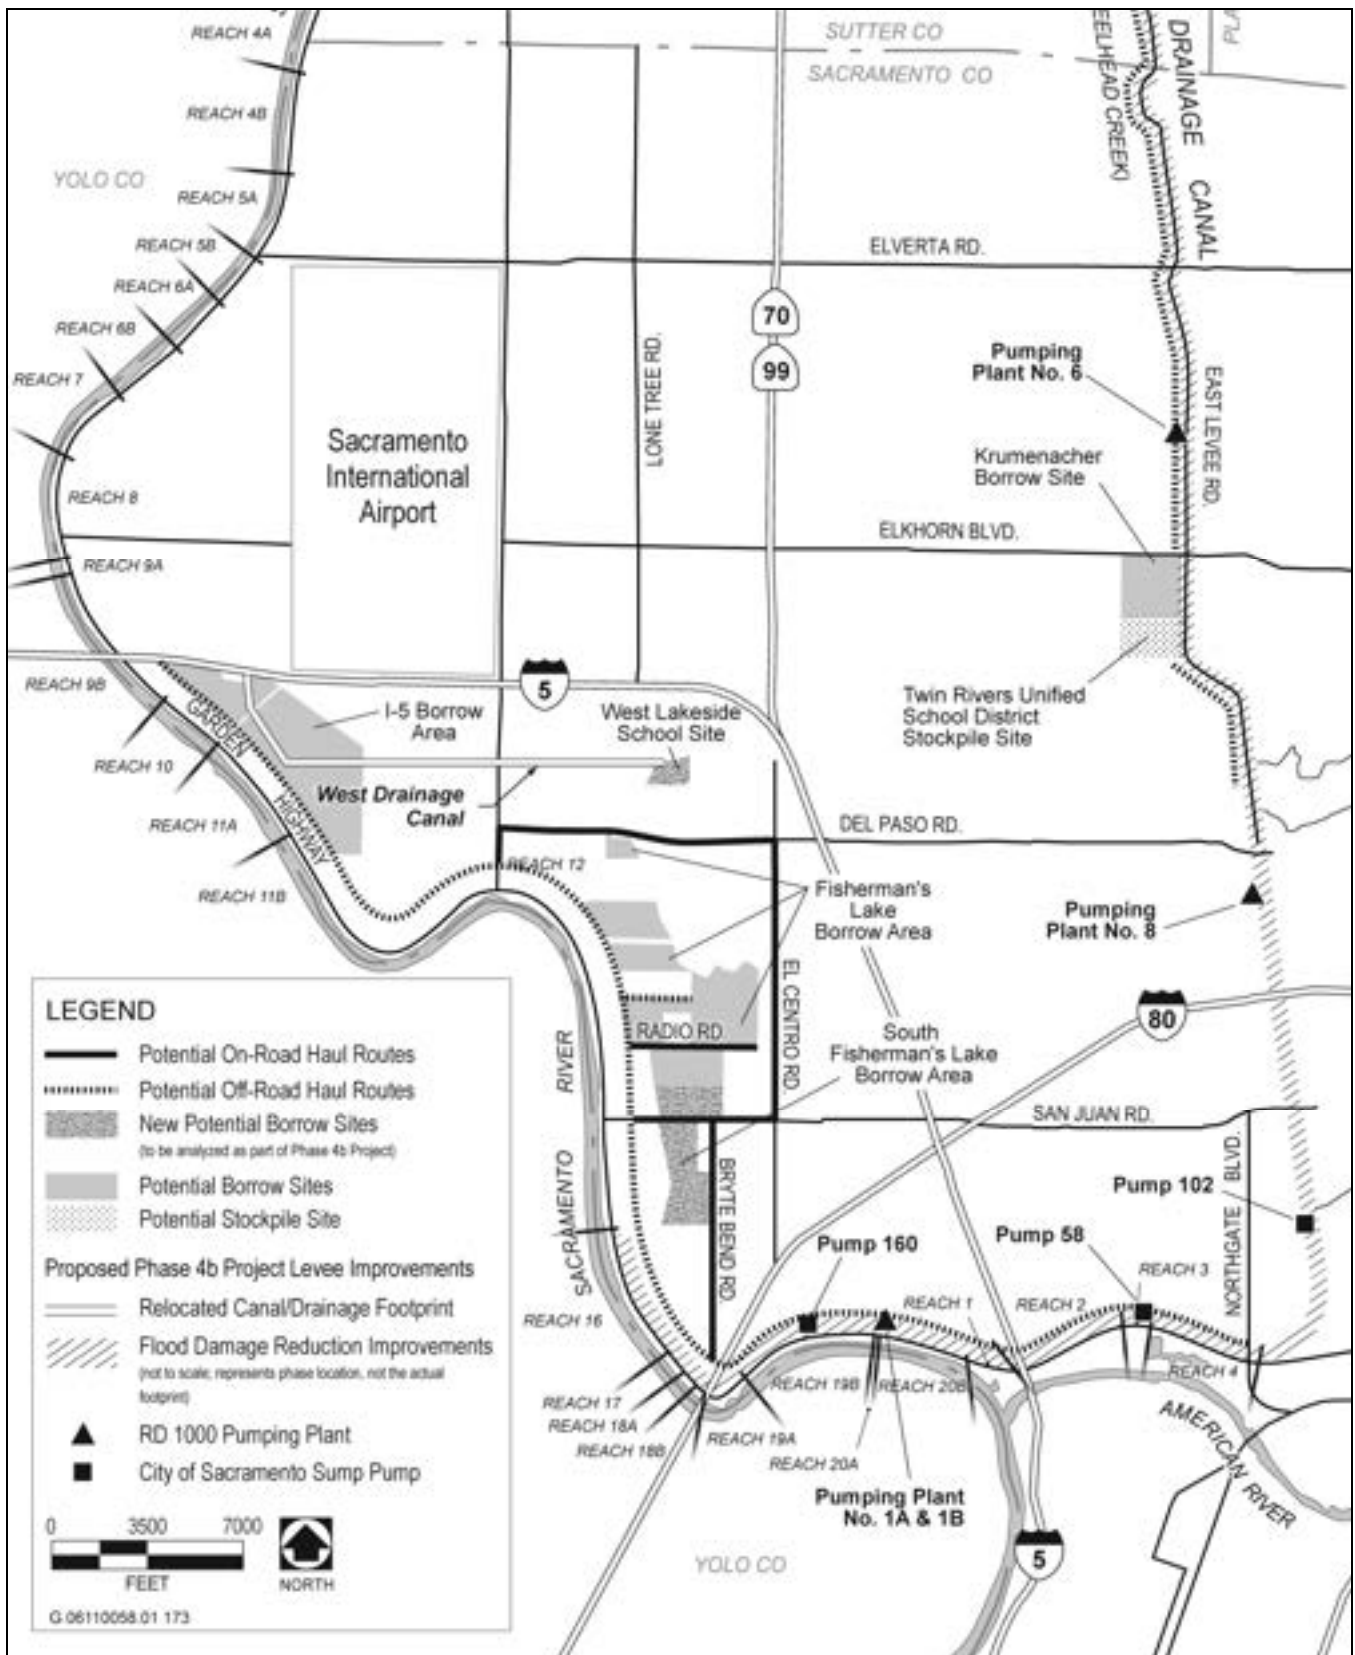 REACH 4A
SUTTER CO
SACRAMENTO CO
DRAINAGE CANAL
EELHEAD CREEK)
PLA
REACH 4B
YOLO CO
REACH 5A
REACH 5B
ELVERTA RD.
REACH 6A
70
REACH 6B
99
LONE TREE RD.
Pumping
Plant No. 6
REACH 7
EAST LEVEE RD.
Sacramento
International
Airport
Krumenacher
Borrow Site
REACH 8
ELKHORN BLVD.
REACH 9A
REACH 9B
5
I-5 Borrow
Area
West Lakeside
School Site
Twin Rivers Unified
School District
Stockpile Site
GARDEN
HIGHWAY
REACH 10
West Drainage
Canal
REACH 11A
DEL PASO RD.
REACH 12
REACH 11B
Fisherman's
Lake
Borrow Area
Pumping
Plant No. 8
EL CENTRO RD.
80
RADIO RD
South
Fisherman's Lake
Borrow Area
SACRAMENTO RIVER
SAN JUAN RD.
BRYTE BEND RD.
NORTHGATE BLVD.
Pump 102
Pump 160
Pump 58
REACH 3
REACH 1
REACH 2
REACH 16
REACH 4
REACH 19B
REACH 20B
REACH 17
REACH 18A
REACH 18B
REACH 19A
REACH 20A
AMERICAN RIVER
Pumping Plant
No. 1A & 1B
5
YOLO CO
LEGEND
Potential On-Road Haul Routes
Potential Off-Road Haul Routes
New Potential Borrow Sites
(to be analyzed as part of Phase 4b Project)
Potential Borrow Sites
Potential Stockpile Site
Proposed Phase 4b Project Levee Improvements
Relocated Canal/Drainage Footprint
Flood Damage Reduction Improvements
(not to scale; represents phase location, not the actual
footprint)
RD 1000 Pumping Plant
City of Sacramento Sump Pump
0 3500 7000
FEET
NORTH
G 06110058.01 173